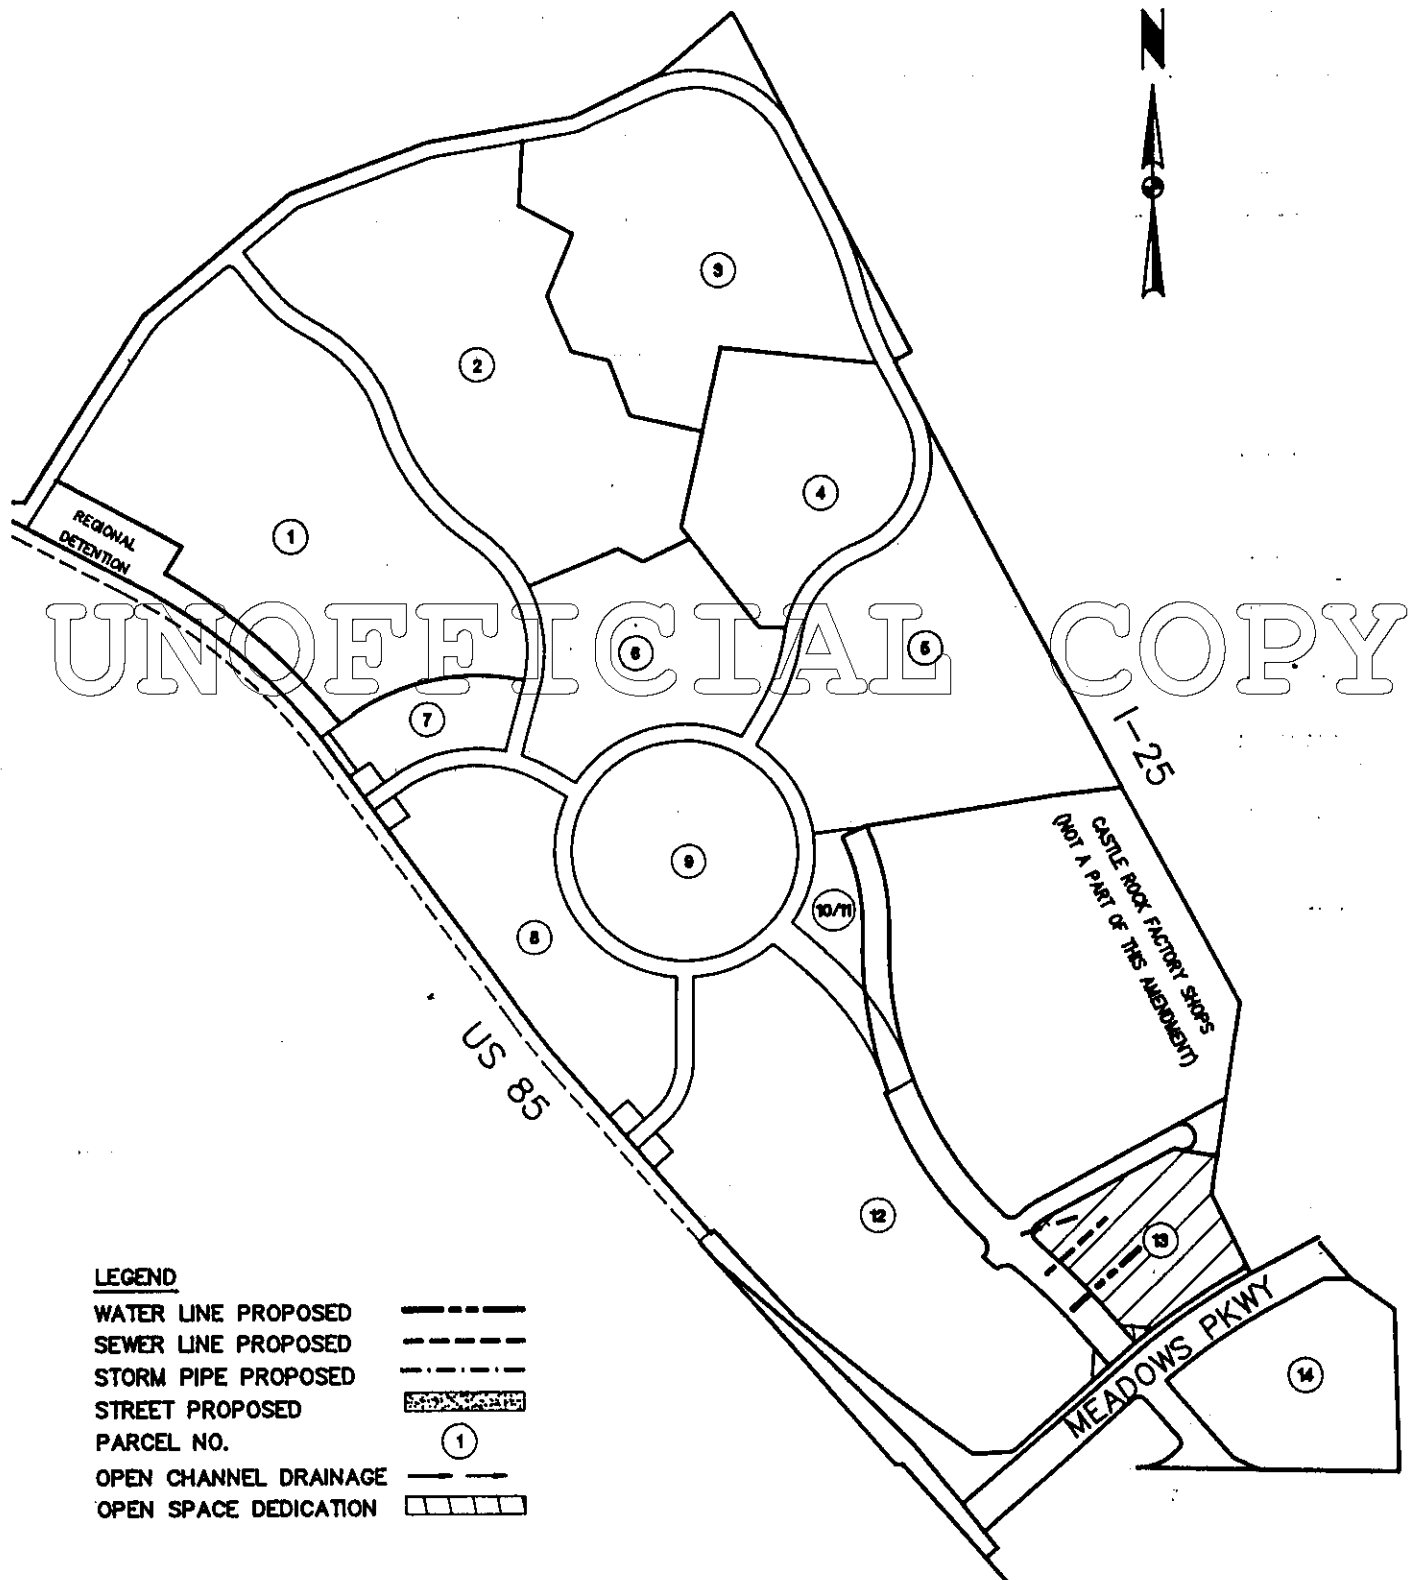 N
3
2
4
1
REGIONAL
DETENTION
UNOFFICIAL COPY
6
5
7
I-25
9
10/11
CASTLE ROCK FACTORY SHOPS
(NOT A PART OF THIS AMENDMENT)
8
US 85
12
13
MEADOWS PKWY
14
LEGEND
WATER LINE PROPOSED
SEWER LINE PROPOSED
STORM PIPE PROPOSED
STREET PROPOSED
PARCEL NO. 1
OPEN CHANNEL DRAINAGE
OPEN SPACE DEDICATION